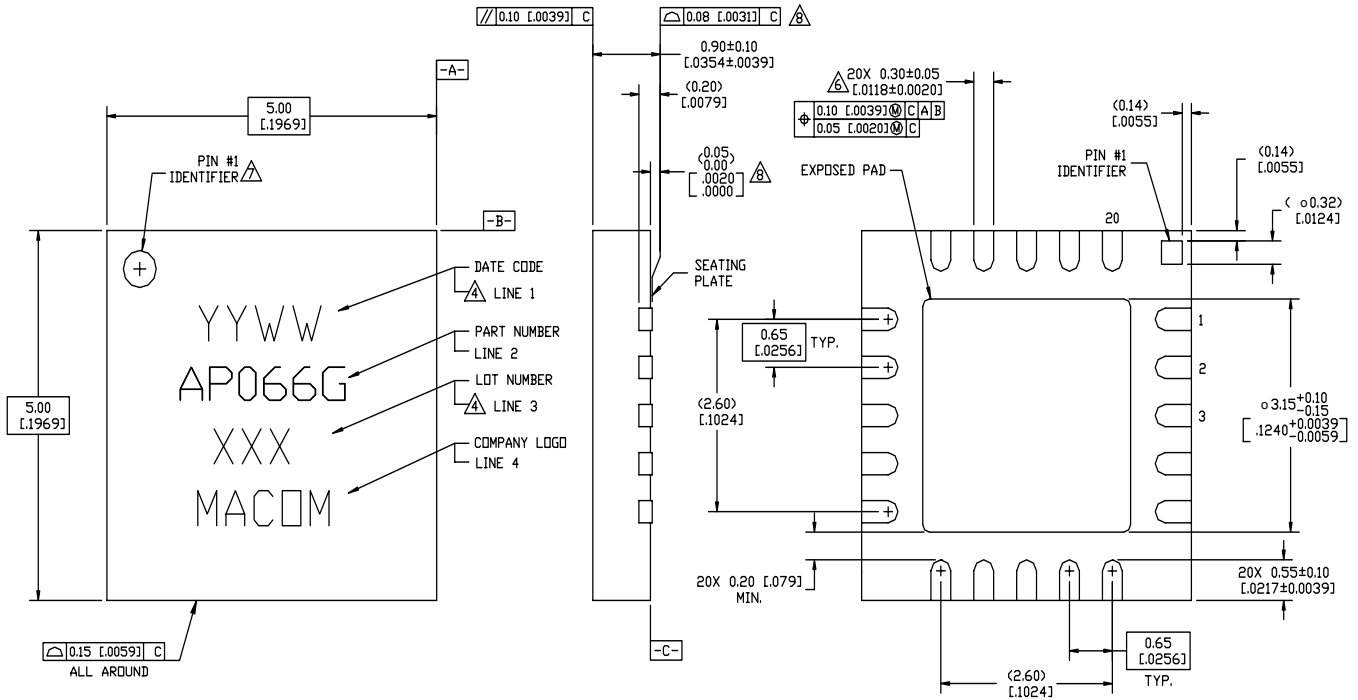 // 0.10 [.0039] C
⌓ 0.08 [.0031] C 8
0.90±0.10
[.0354±.0039]
(0.20)
[.0079]
(0.05
0.00)
[.0020
.0000] 8
SEATING
PLATE
-C-
-A-
5.00
[.1969]
PIN #1
IDENTIFIER 7
-B-
YYWW
AP066G
XXX
MACOM
DATE CODE
4 LINE 1
PART NUMBER
LINE 2
LOT NUMBER
4 LINE 3
COMPANY LOGO
LINE 4
5.00
[.1969]
⌓ 0.15 [.0059] C
ALL AROUND
6 20X 0.30±0.05
[.0118±0.0020]
⌖ 0.10 [.0039] Ⓜ C A B
0.05 [.0020] Ⓜ C
EXPOSED PAD
(0.14)
[.0055]
PIN #1
IDENTIFIER
(0.14)
[.0055]
( o0.32)
[.0124]
20
1
2
3
0.65
[.0256] TYP.
(2.60)
[.1024]
o3.15+0.10
-0.15
[.1240+0.0039
-0.0059]
20X 0.20 [.079]
MIN.
20X 0.55±0.10
[.0217±0.0039]
0.65
[.0256]
TYP.
(2.60)
[.1024]